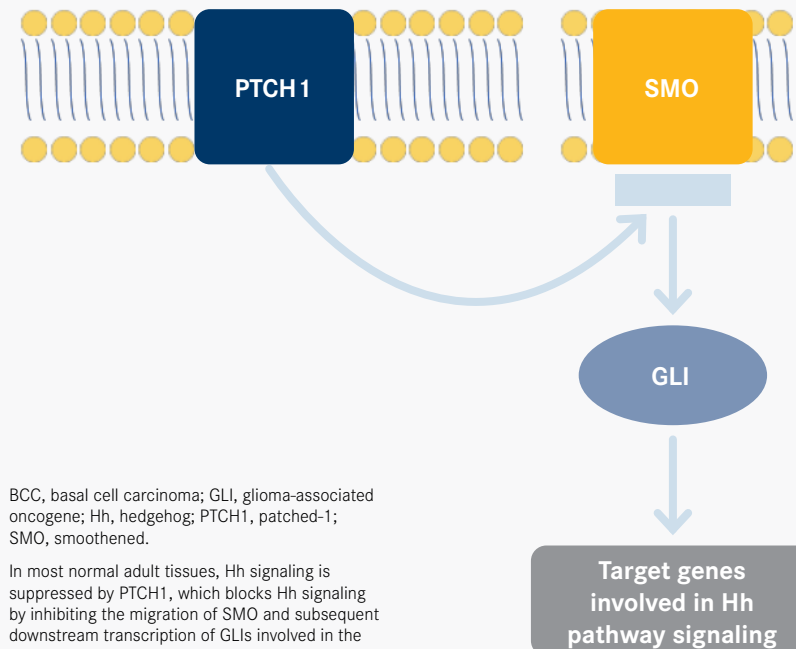 PTCH1
SMO
GLI
BCC, basal cell carcinoma; GLI, glioma-associated
oncogene; Hh, hedgehog; PTCH1, patched-1;
SMO, smoothened.
In most normal adult tissues, Hh signaling is
suppressed by PTCH1, which blocks Hh signaling
by inhibiting the migration of SMO and subsequent
downstream transcription of GLIs involved in the
Target genes
involved in Hh
pathway signaling